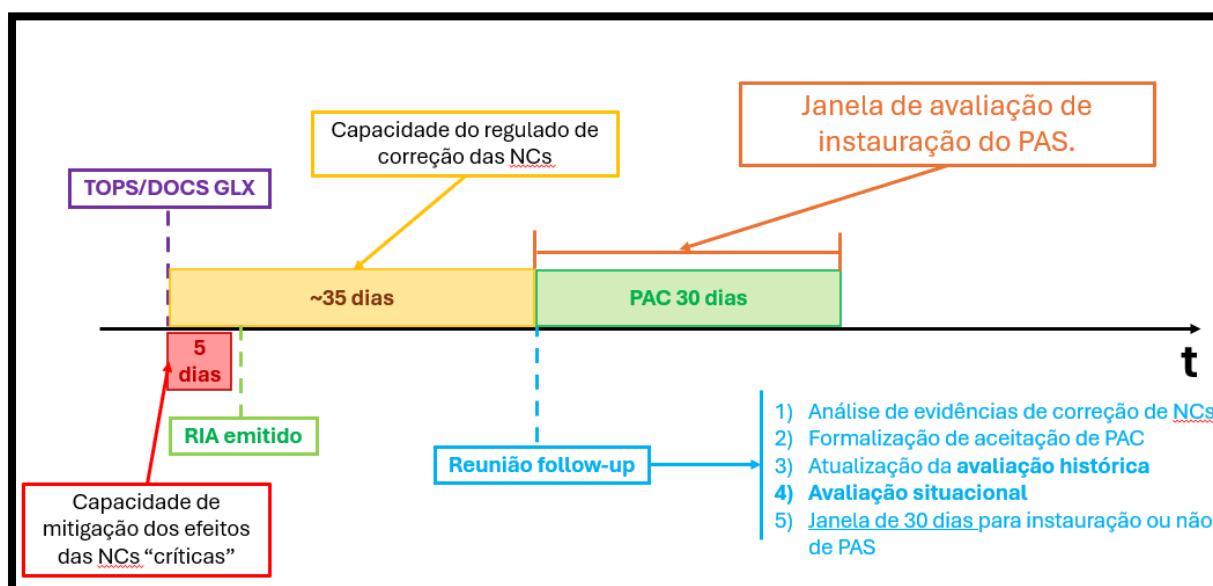 Janela de avaliação de
instauração do PAS.
Capacidade do regulado de
correção das NCs
TOPS/DOCS GLX
~35 dias
PAC 30 dias
t
5
dias
RIA emitido
Reunião follow-up
1) Análise de evidências de correção de NCs
2) Formalização de aceitação de PAC
3) Atualização da avaliação histórica
4) Avaliação situacional
5) Janela de 30 dias para instauração ou não
de PAS
Capacidade de
mitigação dos efeitos
das NCs “críticas”